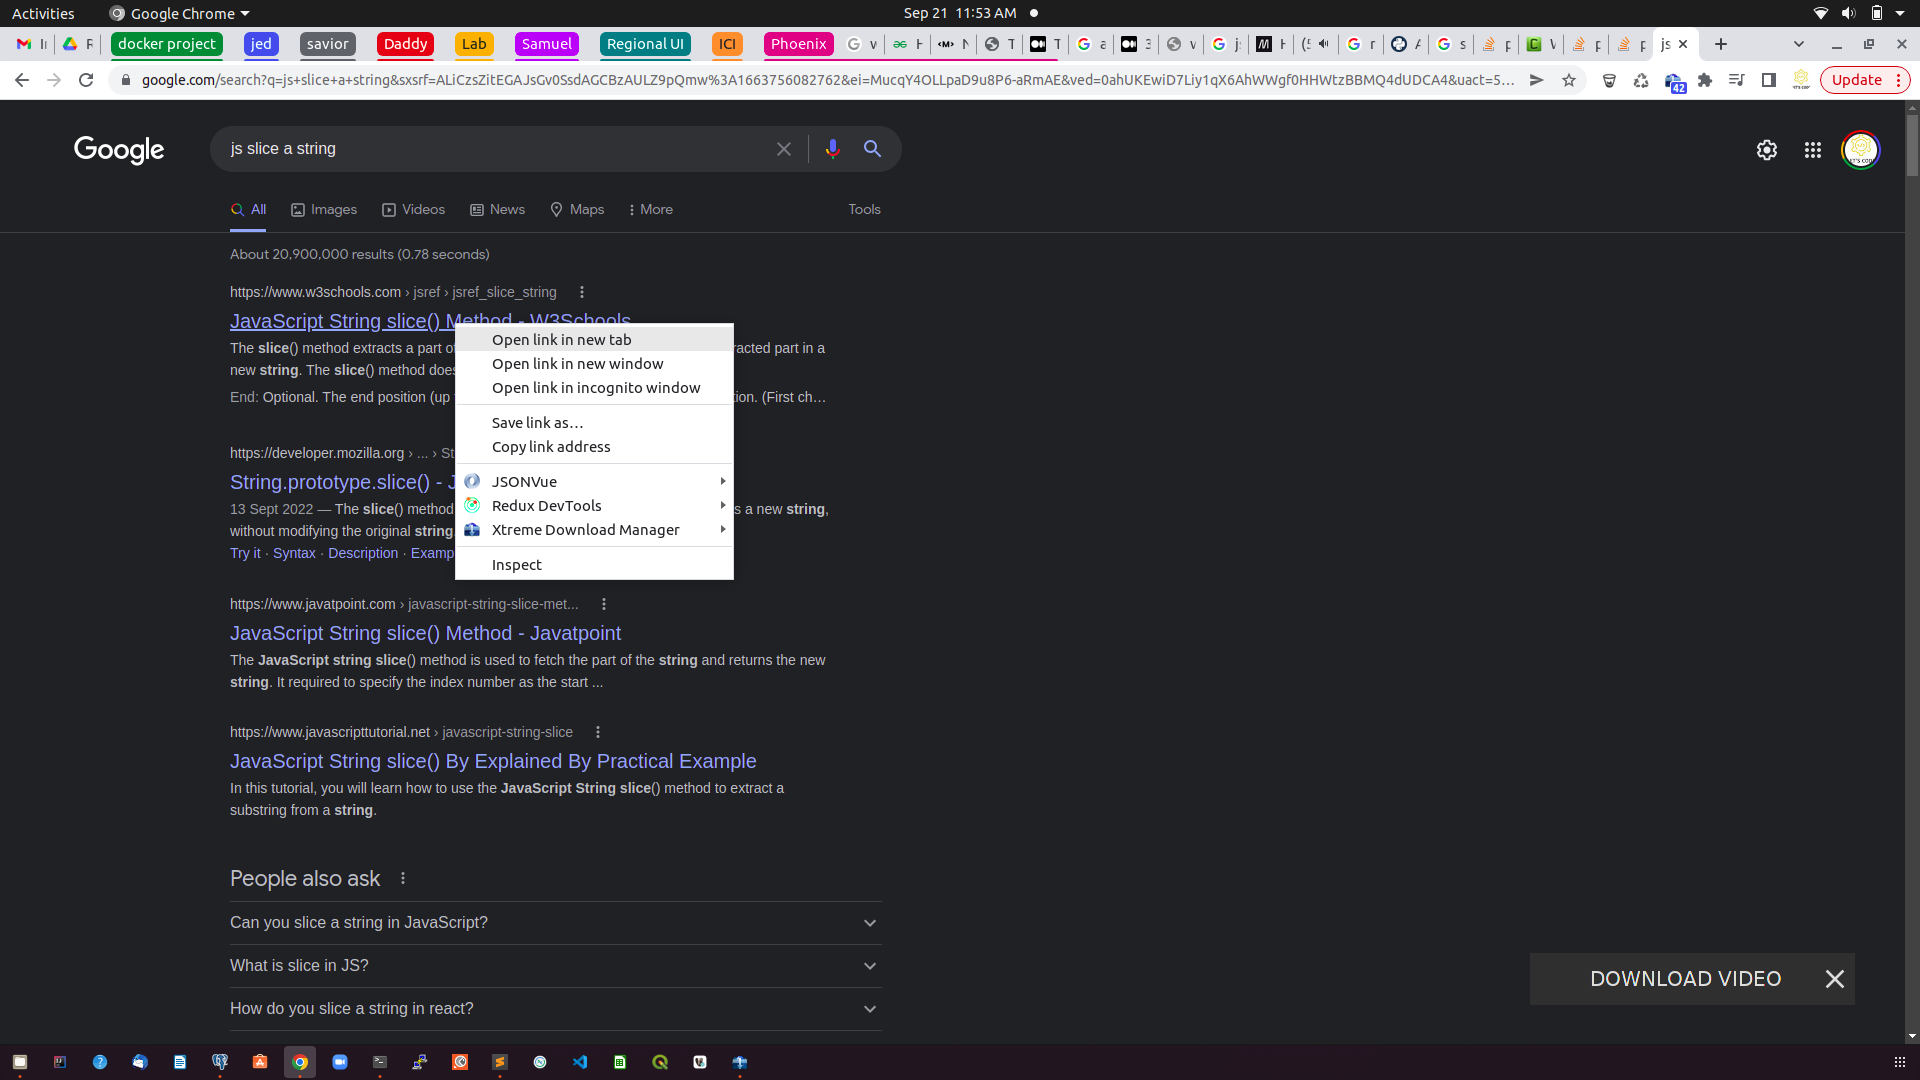 Activities
Google Chrome
Sep 21 11:53 AM
docker project
jed
savior
Daddy
Lab
Samuel
Regional UI
ICI
Phoenix
js
google.com/search?q=js+slice+a+string&sxsrf=ALiCzsZitEGAJsGv0SsdAGCBzAULZ9pQmw%3A1663756082762&ei=MucqY4OLLpaD9u8P6-aRmAE&ved=0ahUKEwiD7Liy1qX6AhWWgf0HHWtzBBMQ4dUDCA4&uact=5...
42
Update
Google
js slice a string
All
Images
Videos
News
Maps
More
Tools
About 20,900,000 results (0.78 seconds)
https://www.w3schools.com › jsref › jsref_slice_string
JavaScript String slice() Method - W3Schools
The slice() method extracts a part of
racted part in a
new string. The slice() method does
End: Optional. The end position (up
ion. (First ch...
Open link in new tab
Open link in new window
Open link in incognito window
Save link as...
Copy link address
JSONVue
Redux DevTools
Xtreme Download Manager
Inspect
https://developer.mozilla.org › ... › St
String.prototype.slice() - J
13 Sept 2022 — The slice() method
s a new string,
without modifying the original string.
Try it · Syntax · Description · Examp
https://www.javatpoint.com › javascript-string-slice-met...
JavaScript String slice() Method - Javatpoint
The JavaScript string slice() method is used to fetch the part of the string and returns the new
string. It required to specify the index number as the start ...
https://www.javascripttutorial.net › javascript-string-slice
JavaScript String slice() By Explained By Practical Example
In this tutorial, you will learn how to use the JavaScript String slice() method to extract a
substring from a string.
People also ask
Can you slice a string in JavaScript?
What is slice in JS?
How do you slice a string in react?
DOWNLOAD VIDEO